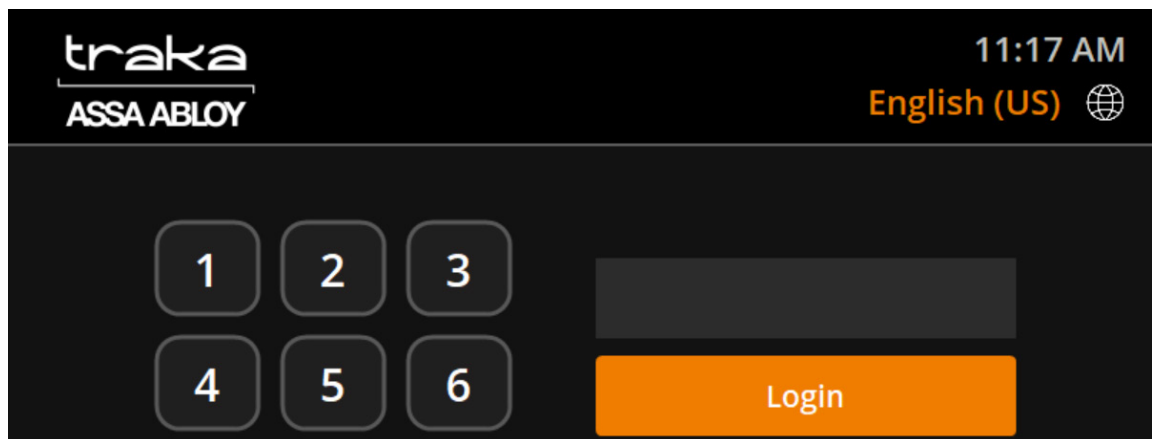 traka
ASSA ABLOY
11:17 AM
English (US)
1 2 3
4 5 6
Login